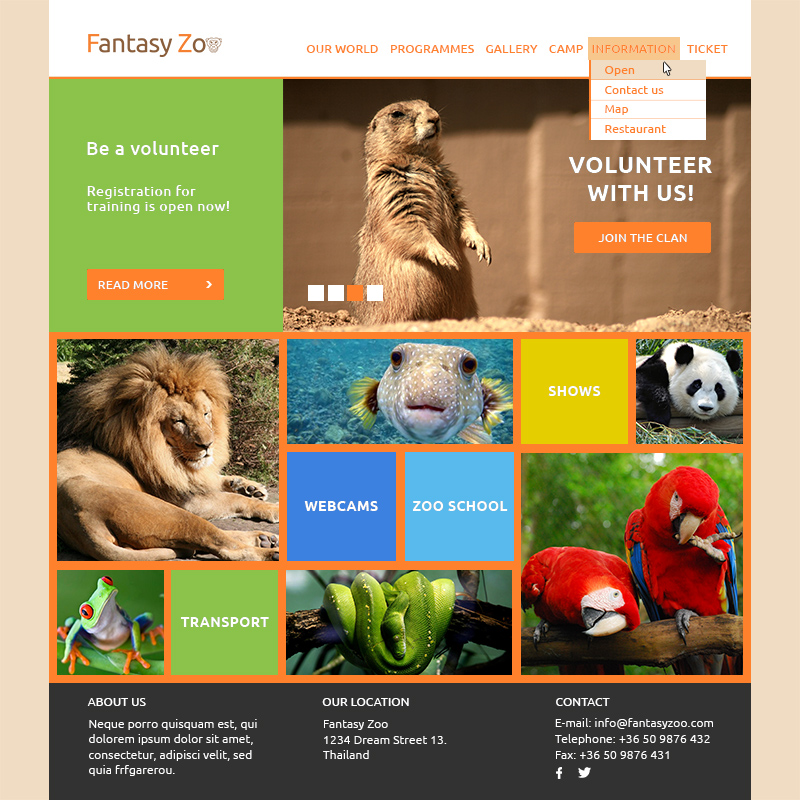 Fantasy Zoo
OUR WORLD PROGRAMMES GALLERY CAMP INFORMATION TICKET
Open
Contact us
Map
Restaurant
Be a volunteer
Registration for
training is open now!
READ MORE ›
VOLUNTEER
WITH US!
JOIN THE CLAN
SHOWS
WEBCAMS
ZOO SCHOOL
TRANSPORT
ABOUT US
Neque porro quisquam est, qui
dolorem ipsum dolor sit amet,
consectetur, adipisci velit, sed
quia frfgarerou.
OUR LOCATION
Fantasy Zoo
1234 Dream Street 13.
Thailand
CONTACT
E-mail: info@fantasyzoo.com
Telephone: +36 50 9876 432
Fax: +36 50 9876 431